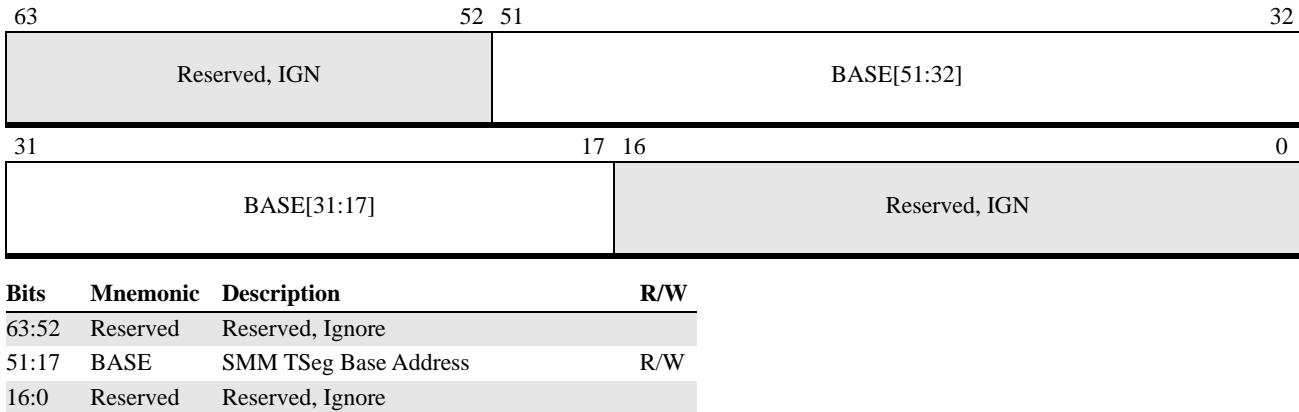 63 52 51 32
Reserved, IGN BASE[51:32]
31 17 16 0
BASE[31:17] Reserved, IGN
Bits Mnemonic Description R/W
63:52 Reserved Reserved, Ignore
51:17 BASE SMM TSeg Base Address R/W
16:0 Reserved Reserved, Ignore